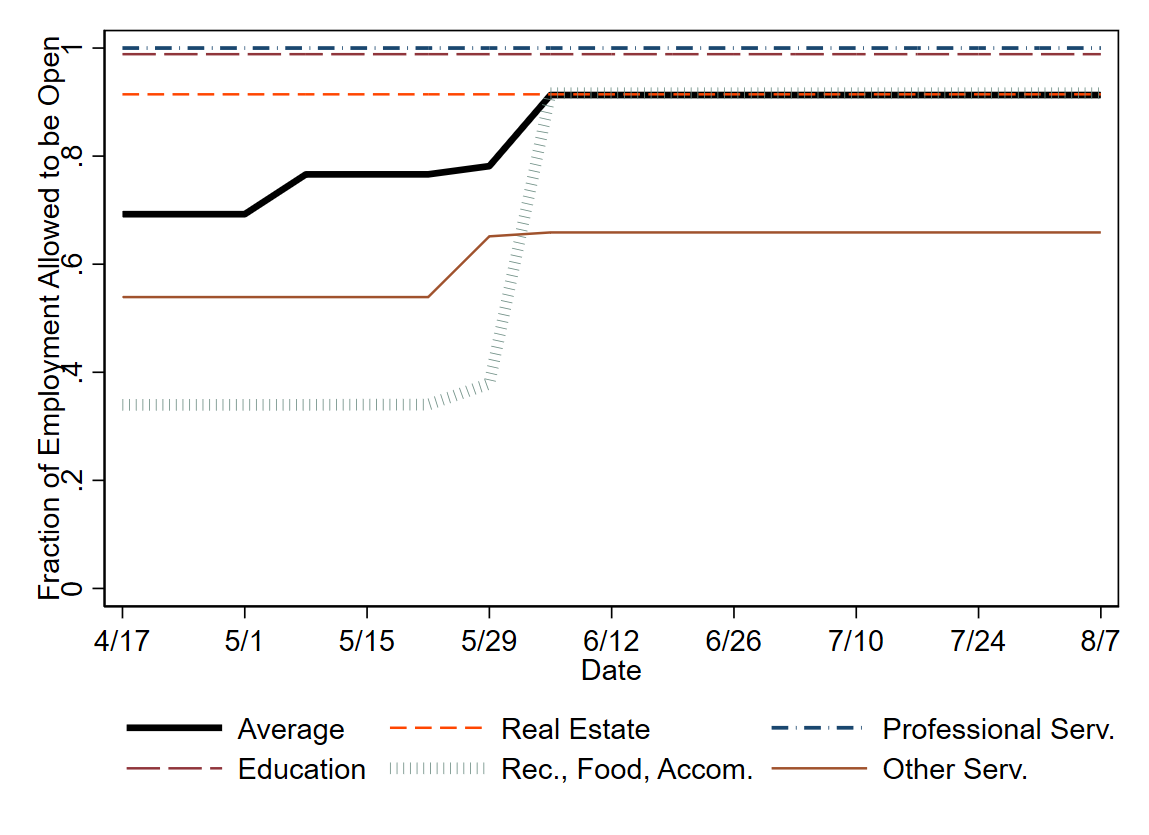 Fraction of Employment Allowed to be Open
1
.8
.6
.4
.2
0
4/17 5/1 5/15 5/29 6/12 6/26 7/10 7/24 8/7
Date
Average Real Estate Professional Serv.
Education Rec., Food, Accom. Other Serv.